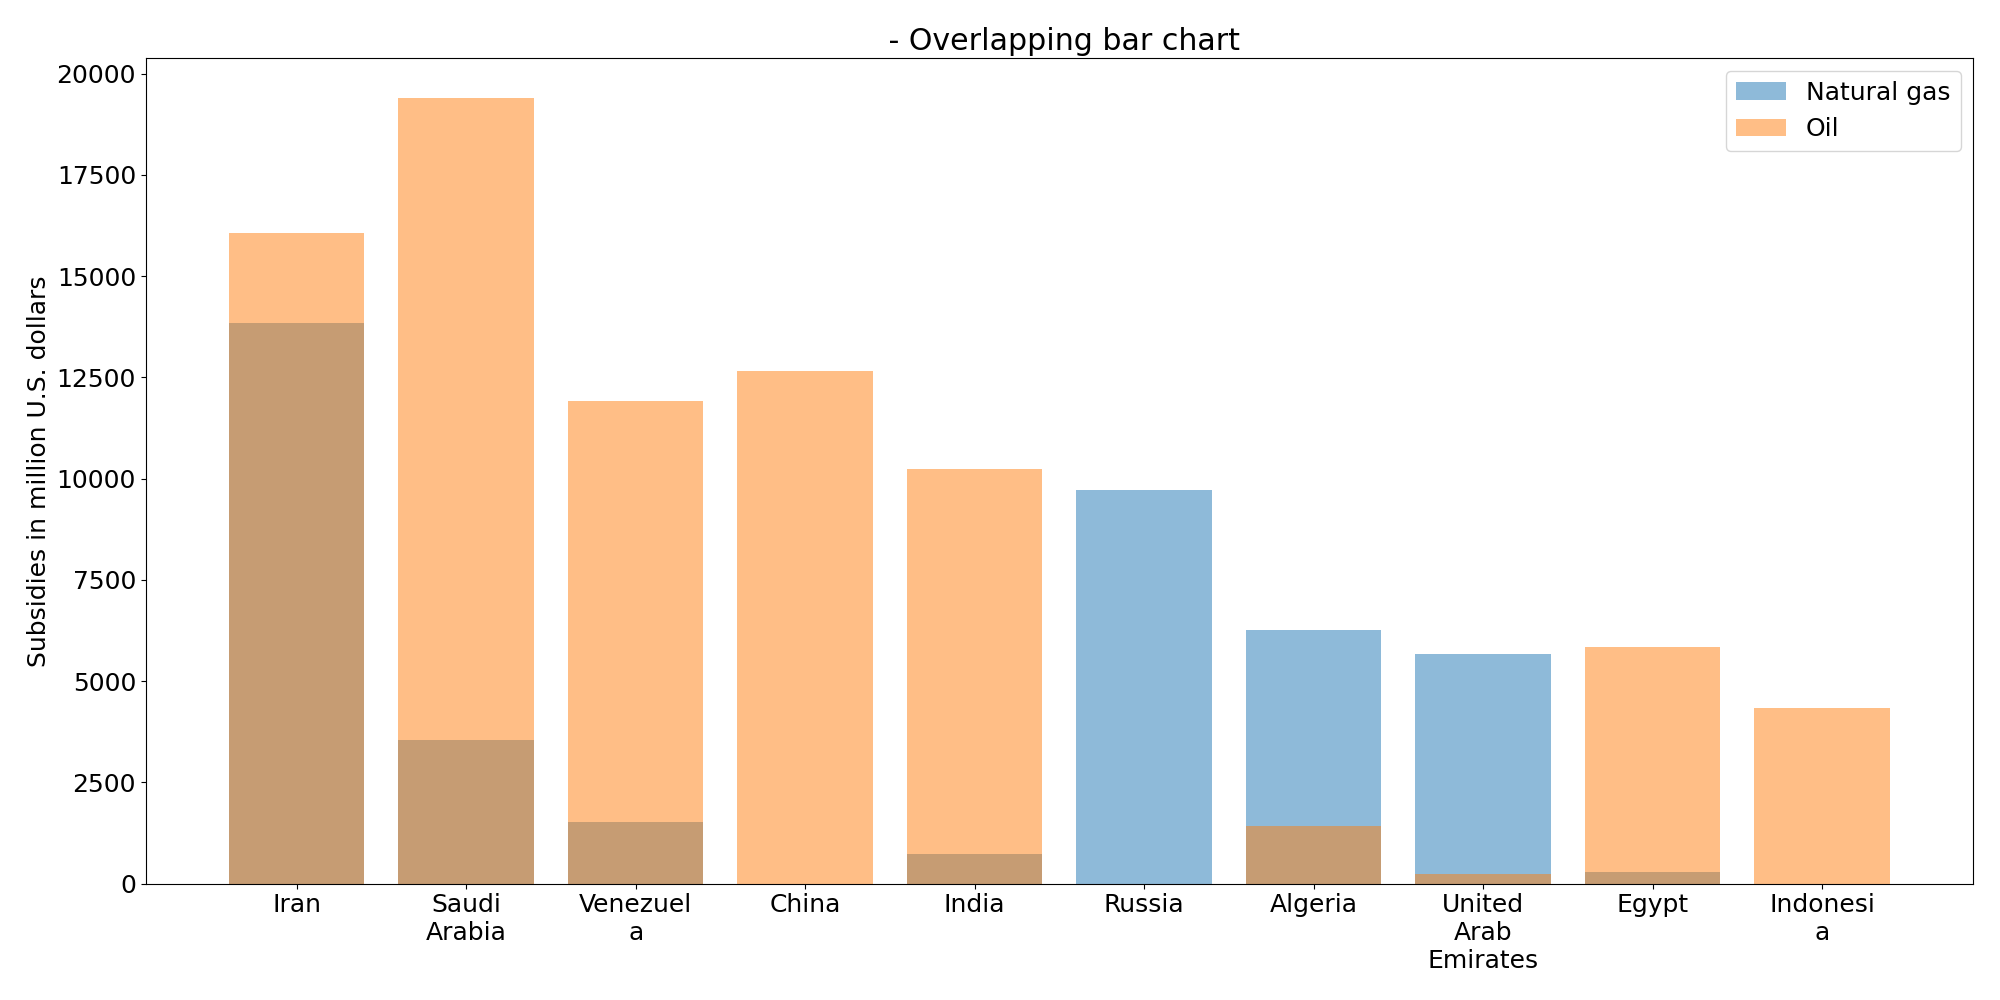 - Overlapping bar chart
Natural gas
Oil
Subsidies in million U.S. dollars
20000
17500
15000
12500
10000
7500
5000
2500
0
Iran
Saudi
Arabia
Venezuel
a
China
India
Russia
Algeria
United
Arab
Emirates
Egypt
Indonesi
a